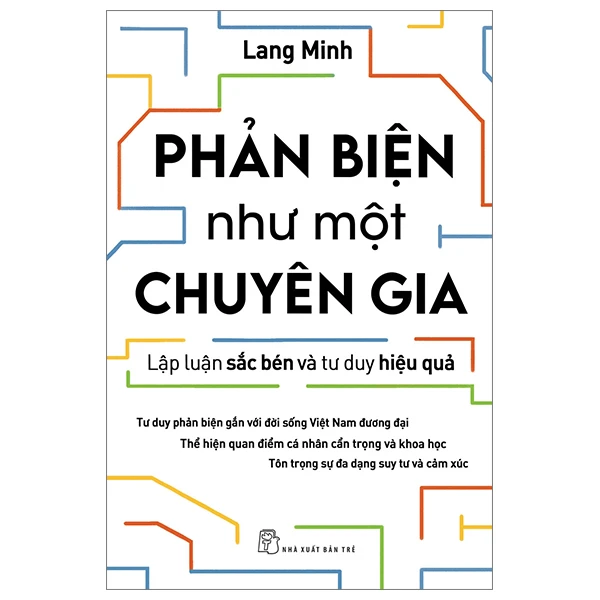 Lang Minh
PHẢN BIỆN
như một
CHUYÊN GIA
Lập luận sắc bén và tư duy hiệu quả
Tư duy phản biện gắn với đời sống Việt Nam đương đại
Thể hiện quan điểm cá nhân cẩn trọng và khoa học
Tôn trọng sự đa dạng suy tư và cảm xúc
NHÀ XUẤT BẢN TRẺ